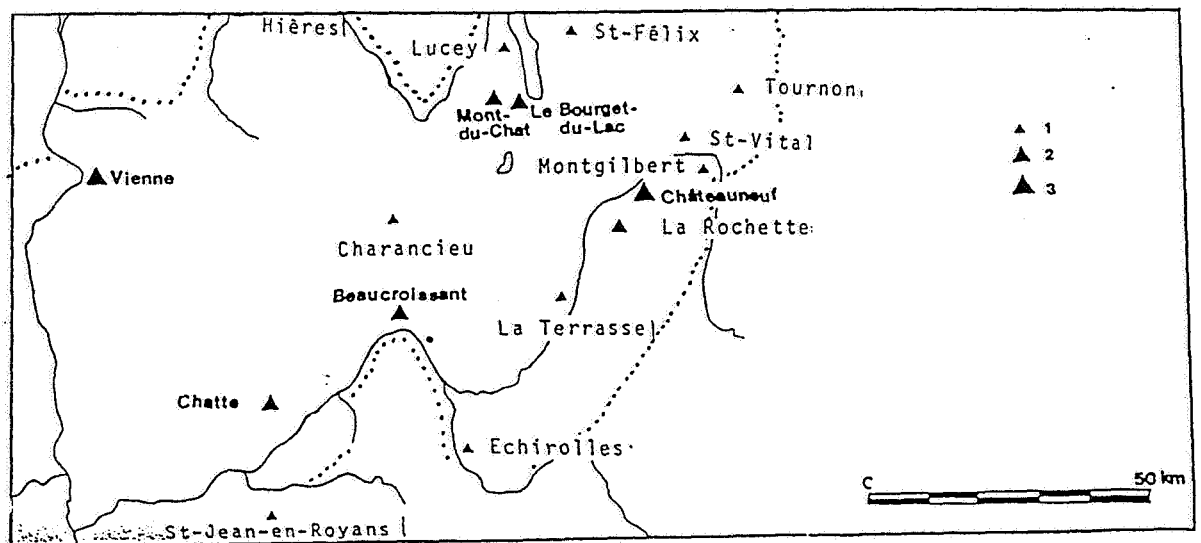 Hières
Lucey
St-Félix
Tournon
Mont-
du-Chat
Le Bourget-
du-Lac
St-Vital
1
2
3
Montgilbert
Vienne
Châteauneuf
La Rochette
Charancieu
Beaucroissant
La Terrasse
Chatte
Echirolles
C
50 km
St-Jean-en-Royans